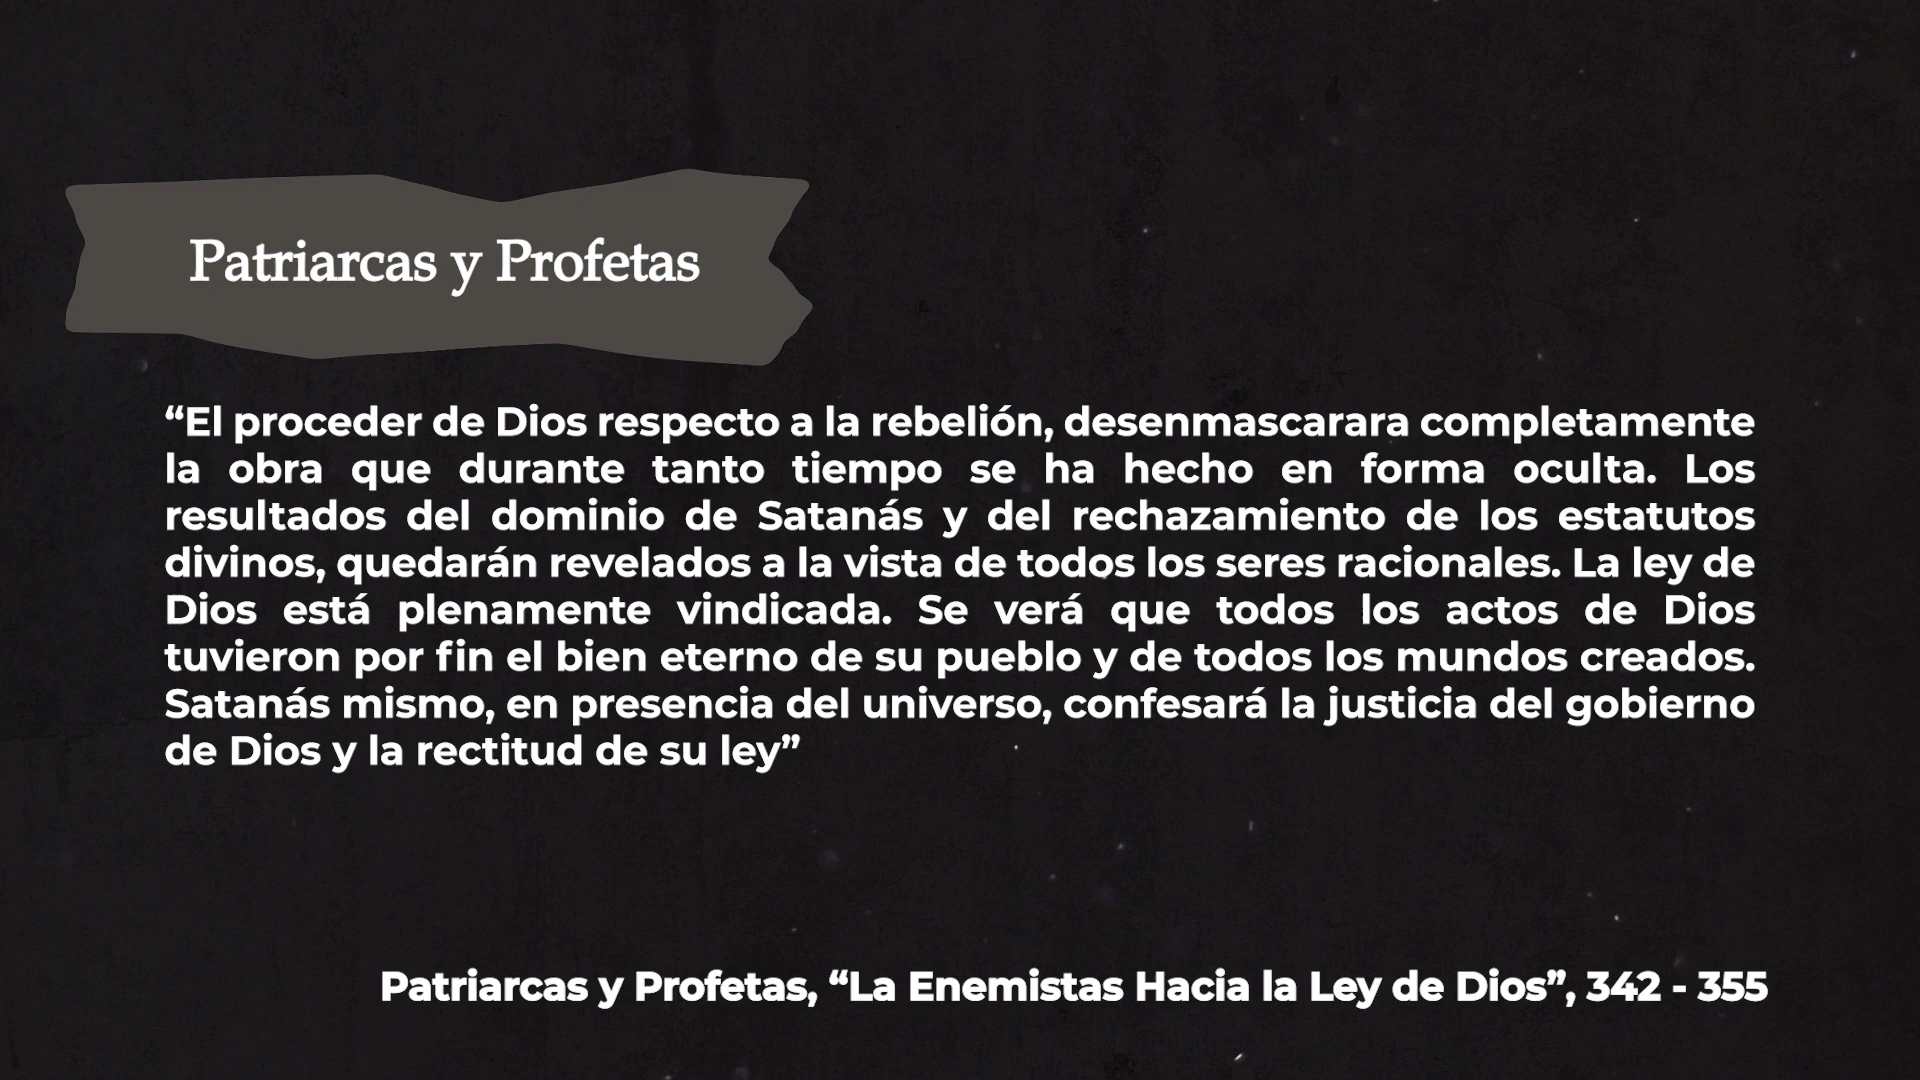 Patriarcas y Profetas
“El proceder de Dios respecto a la rebelión, desenmascarara completamente
la obra que durante tanto tiempo se ha hecho en forma oculta. Los
resultados del dominio de Satanás y del rechazamiento de los estatutos
divinos, quedarán revelados a la vista de todos los seres racionales. La ley de
Dios está plenamente vindicada. Se verá que todos los actos de Dios
tuvieron por fin el bien eterno de su pueblo y de todos los mundos creados.
Satanás mismo, en presencia del universo, confesará la justicia del gobierno
de Dios y la rectitud de su ley”
Patriarcas y Profetas, “La Enemistas Hacia la Ley de Dios”, 342 - 355